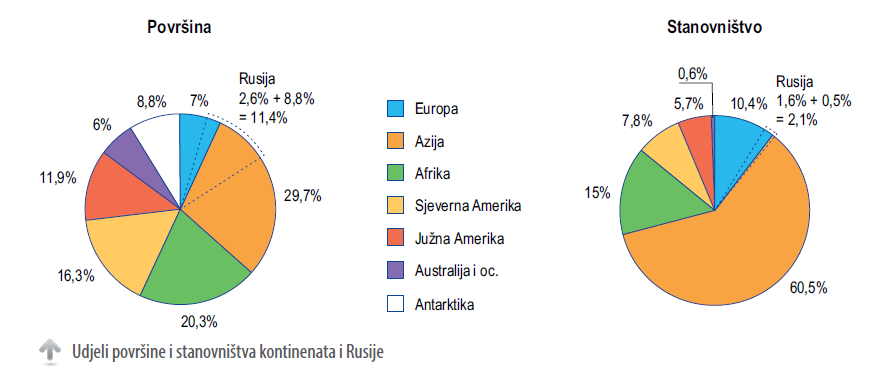 Površina
Rusija
2,6% + 8,8%
= 11,4%
8,8%
7%
6%
11,9%
29,7%
16,3%
20,3%
Europa
Azija
Afrika
Sjeverna Amerika
Južna Amerika
Australija i oc.
Antarktika
Stanovništvo
0,6%
Rusija
1,6% + 0,5%
= 2,1%
5,7%
10,4%
7,8%
15%
60,5%
Udjeli površine i stanovništva kontinenata i Rusije